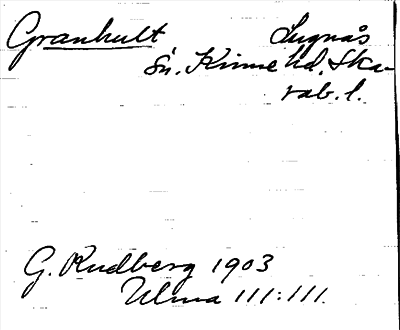 Granhult Lugnås
sn. Kinne hd. Ska-
rab. l.
G. Rudberg 1903
Ulma 111:111.